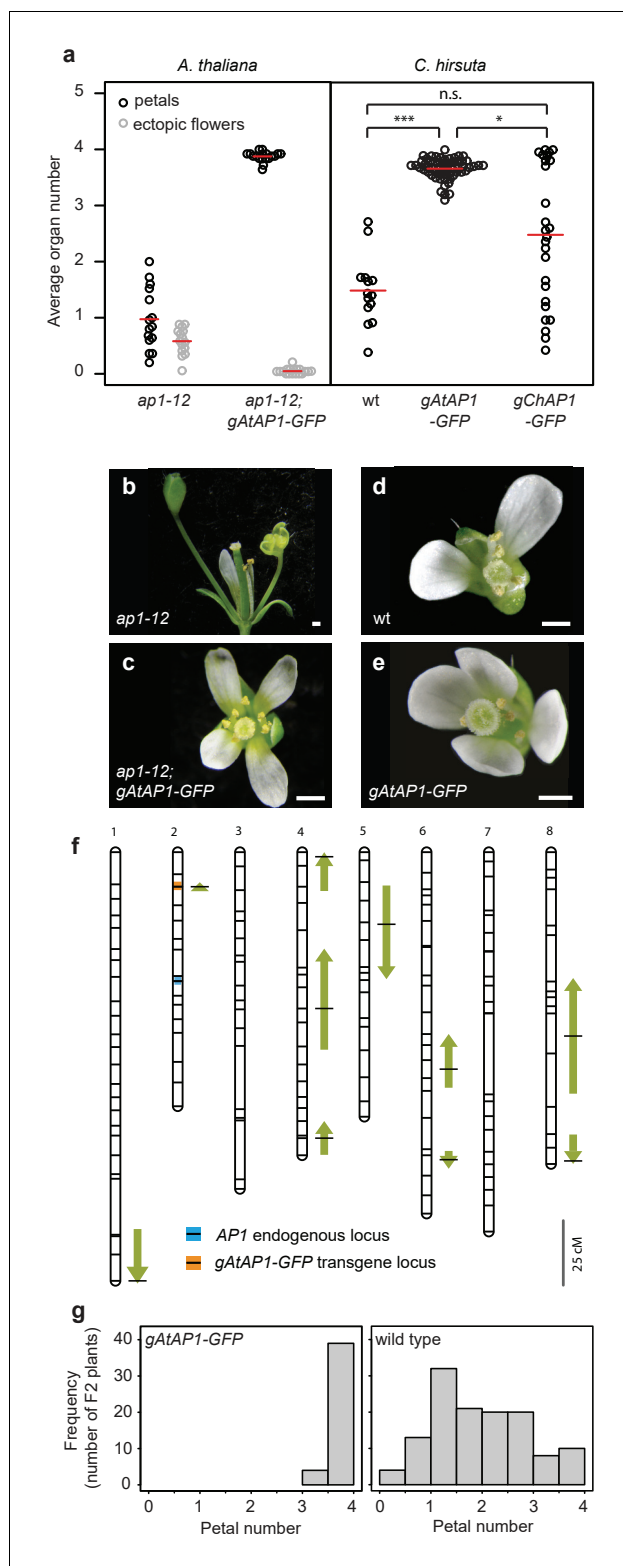 a
A. thaliana
C. hirsuta
Average organ number
5
4
3
2
1
0
petals
ectopic flowers
n.s.
***
*
ap1-12
ap1-12;
gAtAP1-GFP
wt
gAtAP1
-GFP
gChAP1
-GFP
b
ap1-12
d
wt
c
ap1-12;
gAtAP1-GFP
e
gAtAP1-GFP
f
1 2 3 4 5 6 7 8
AP1 endogenous locus
gAtAP1-GFP transgene locus
25 cM
g
Frequency
(number of F2 plants)
40
20
0
gAtAP1-GFP
wild type
0 1 2 3 4
0 1 2 3 4
Petal number
Petal number